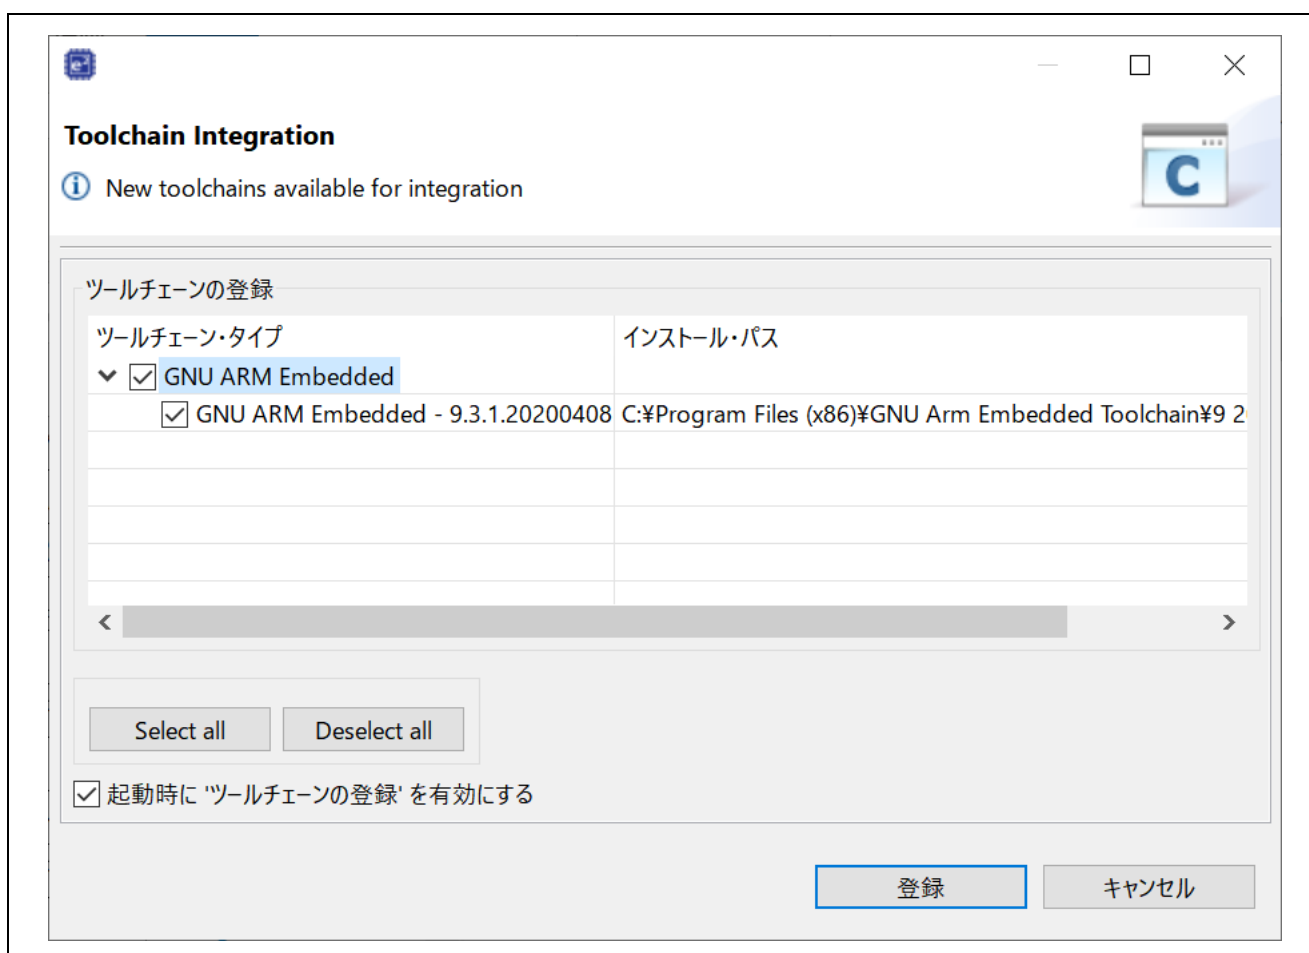 Toolchain Integration
New toolchains available for integration
ツールチェーンの登録
ツールチェーン・タイプ インストール・パス
GNU ARM Embedded
GNU ARM Embedded - 9.3.1.20200408 C:¥Program Files (x86)¥GNU Arm Embedded Toolchain¥9 2
Select all Deselect all
起動時に 'ツールチェーンの登録' を有効にする
登録 キャンセル